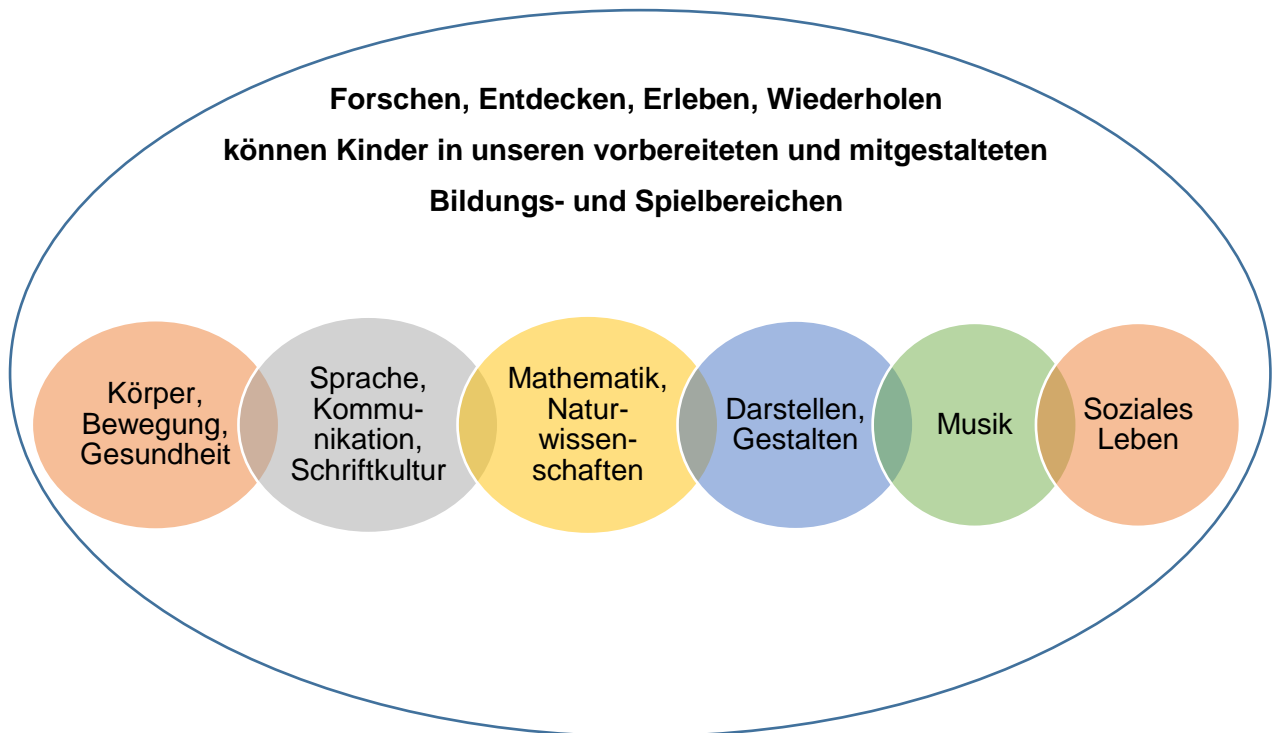 Forschen, Entdecken, Erleben, Wiederholen
können Kinder in unseren vorbereiteten und mitgestalteten
Bildungs- und Spielbereichen
Körper,
Bewegung,
Gesundheit
Sprache,
Kommu-
nikation,
Schriftkultur
Mathematik,
Natur-
wissen-
schaften
Darstellen,
Gestalten
Musik
Soziales
Leben